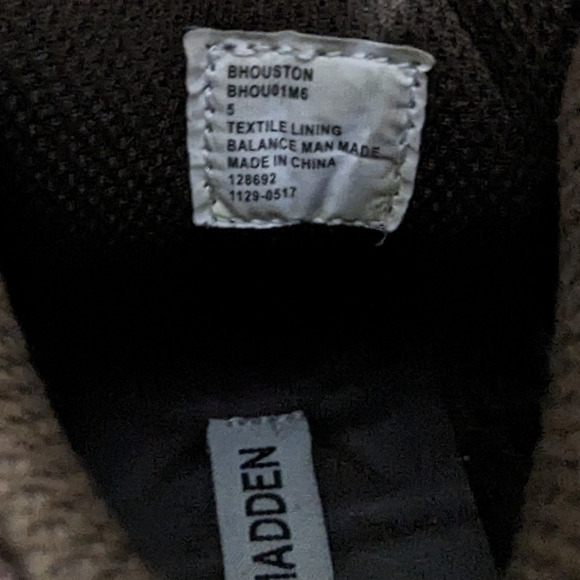 BHOUSTON
BHOU01M6
5
TEXTILE LINING
BALANCE MAN MADE
MADE IN CHINA
128692
1129-0517
MADDEN